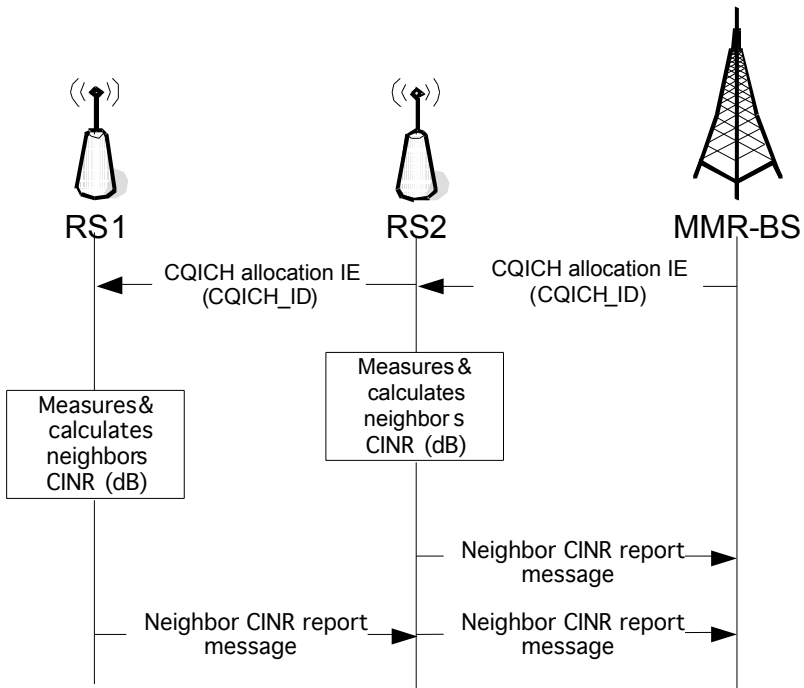 RS1
RS2
MMR-BS
CQICH allocation IE
(CQICH_ID)
CQICH allocation IE
(CQICH_ID)
Measures&
calculates
neighbors
CINR (dB)
Measures&
calculates
neighbors
CINR (dB)
Neighbor CINR report
message
Neighbor CINR report
message
Neighbor CINR report
message